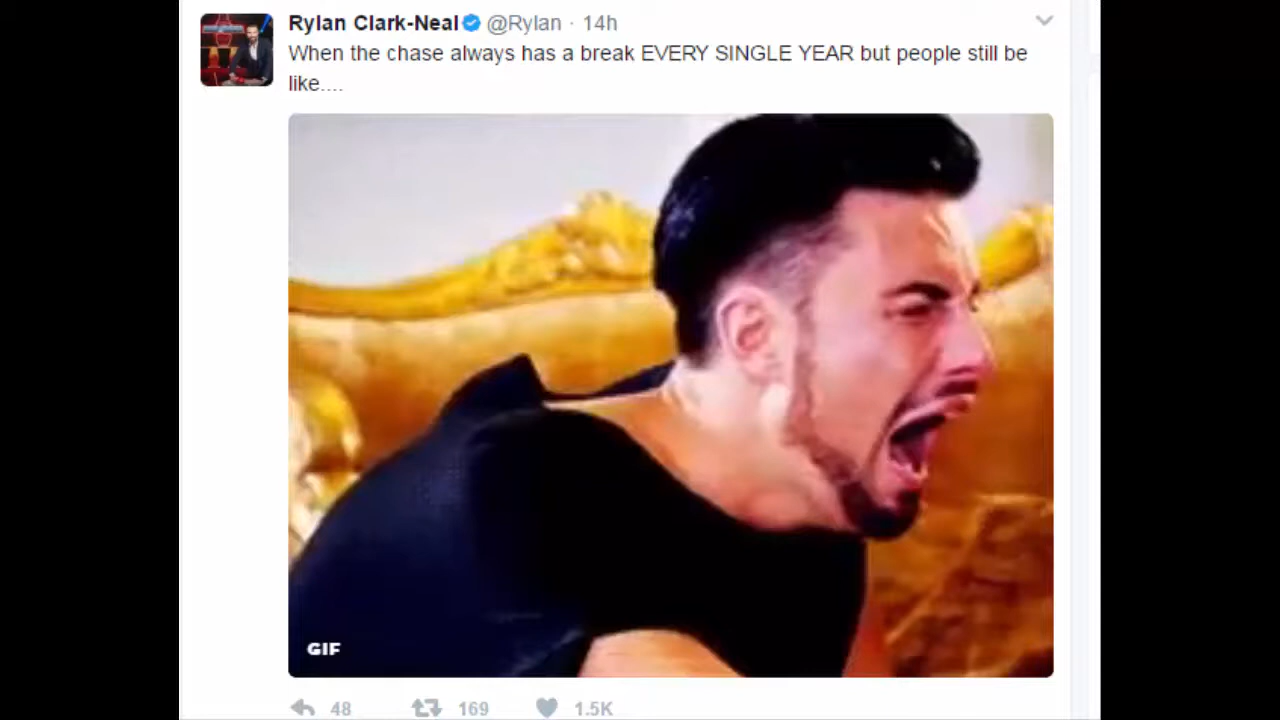 Rylan Clark-Neal @Rylan · 14h
When the chase always has a break EVERY SINGLE YEAR but people still be
like....
GIF
48 169 1.5K